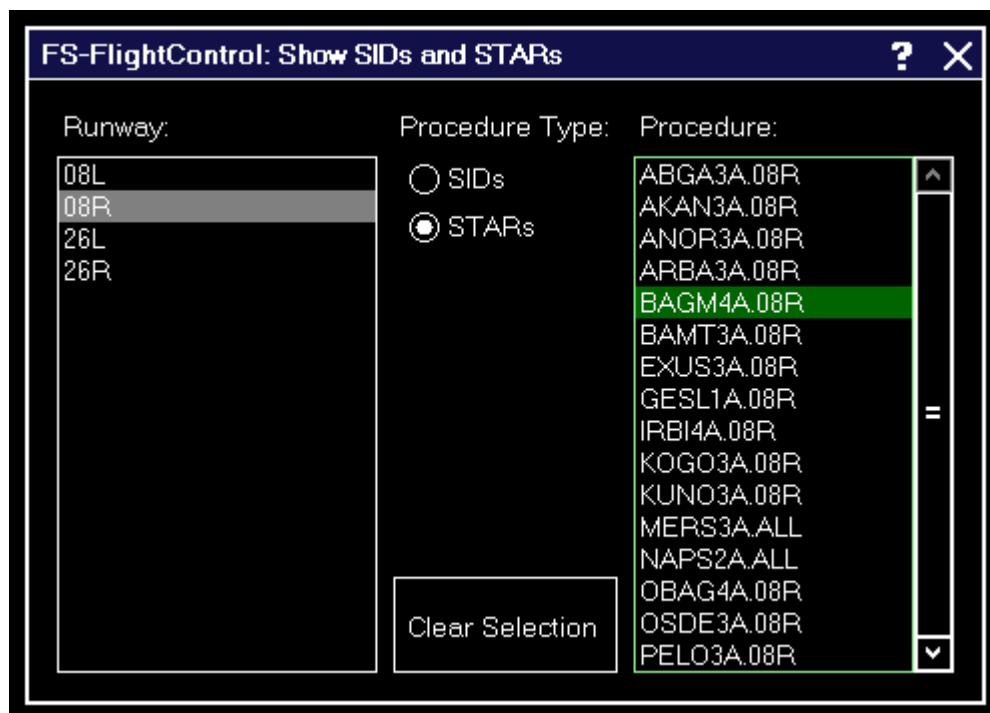 FS-FlightControl: Show SIDs and STARs
?
Runway:
08L
08R
26L
26R
Procedure Type:
SIDs
STARs
Clear Selection
Procedure:
ABGA3A.08R
AKAN3A.08R
ANOR3A.08R
ARBA3A.08R
BAGM4A.08R
BAMT3A.08R
EXUS3A.08R
GESL1A.08R
IRBI4A.08R
KOGO3A.08R
KUNO3A.08R
MERS3A.ALL
NAPS2A.ALL
OBAG4A.08R
OSDE3A.08R
PELO3A.08R